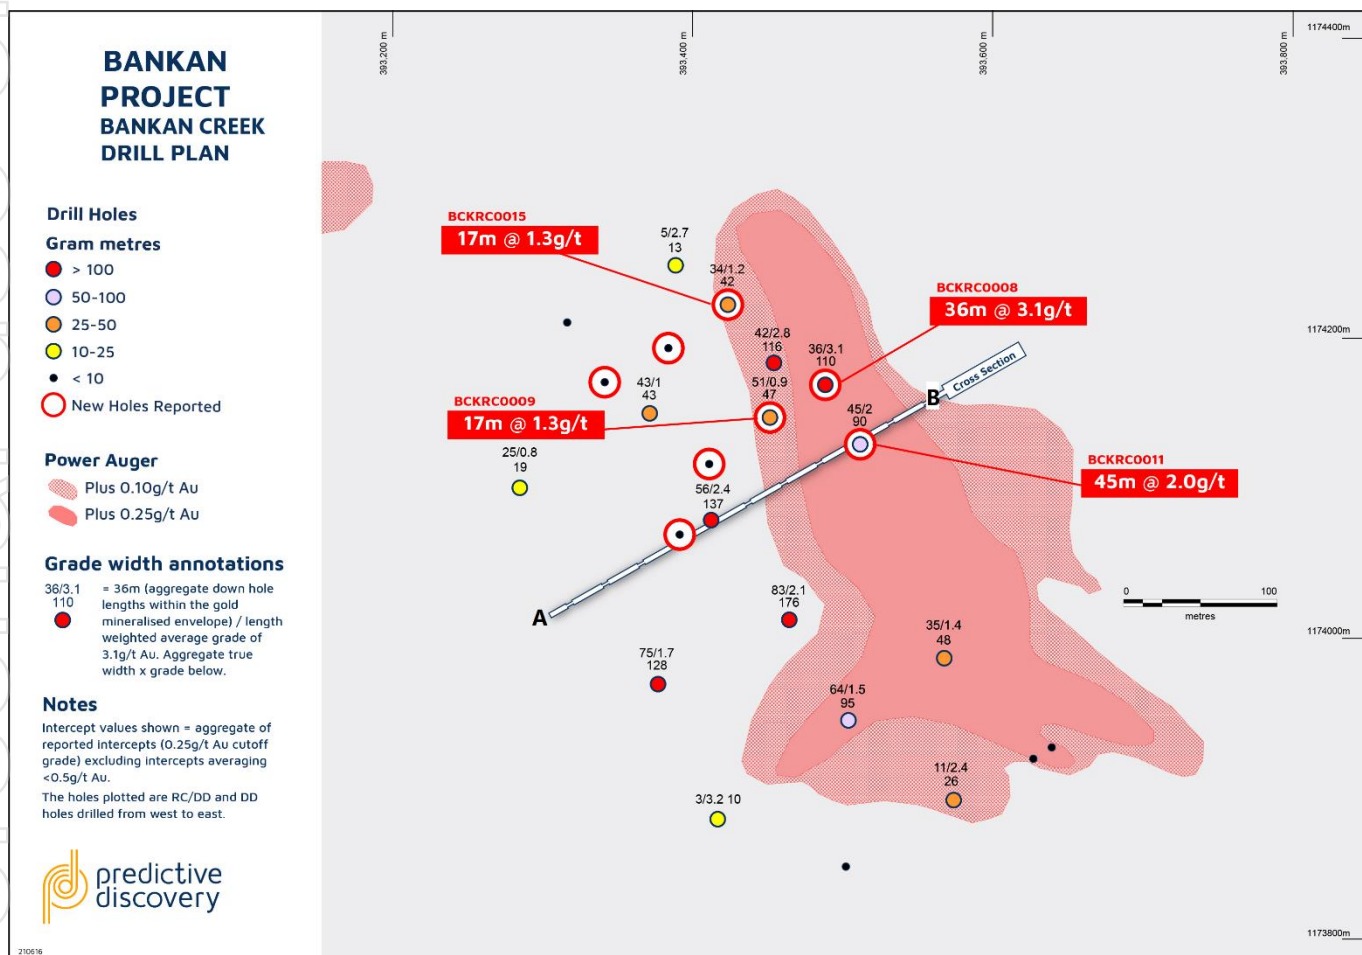 BANKAN
PROJECT
BANKAN CREEK
DRILL PLAN
Drill Holes
Gram metres
> 100
50-100
25-50
10-25
< 10
New Holes Reported
Power Auger
Plus 0.10g/t Au
Plus 0.25g/t Au
Grade width annotations
36/3.1
110
= 36m (aggregate down hole
lengths within the gold
mineralised envelope) / length
weighted average grade of
3.1g/t Au. Aggregate true
width x grade below.
Notes
Intercept values shown = aggregate of
reported intercepts (0.25g/t Au cutoff
grade) excluding intercepts averaging
<0.5g/t Au.
The holes plotted are RC/DD and DD
holes drilled from west to east.
predictive
discovery
210616
393,200 m
393,400 m
393,600 m
393,800 m
1174400m
1174200m
1174000m
1173800m
BCKRC0015
17m @ 1.3g/t
5/2.7
13
34/1.2
42
BCKRC0008
36m @ 3.1g/t
42/2.8
116
36/3.1
110
43/1
43
51/0.9
47
BCKRC0009
17m @ 1.3g/t
45/2
90
B
Cross Section
25/0.8
19
BCKRC0011
45m @ 2.0g/t
56/2.4
137
A
83/2.1
176
0 100
metres
35/1.4
48
75/1.7
128
64/1.5
95
11/2.4
26
3/3.2 10